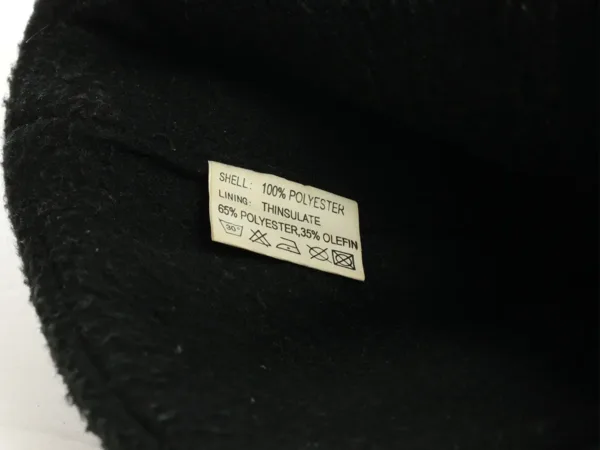 SHELL: 100% POLYESTER
LINING: THINSULATE
65% POLYESTER,35% OLEFIN
30°